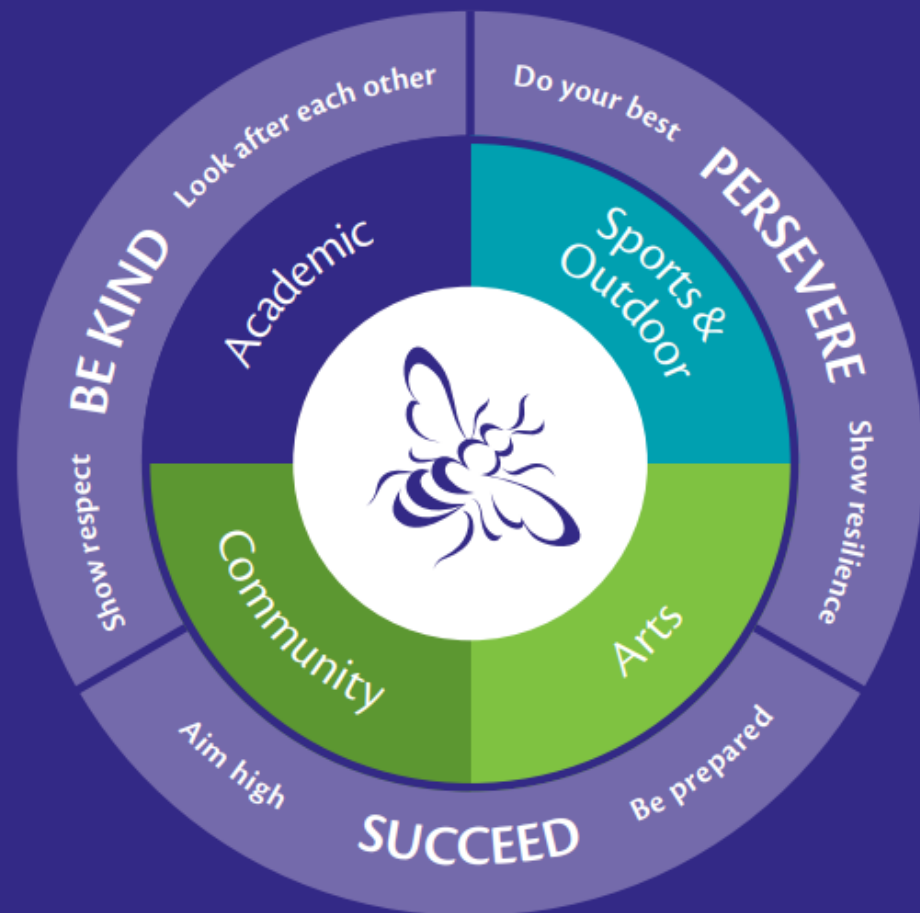 Look after each other
BE KIND
Show respect
Do your best
PERSEVERE
Show resilience
Aim high
SUCCEED
Be prepared
Academic
Sports &
Outdoor
Community
Arts